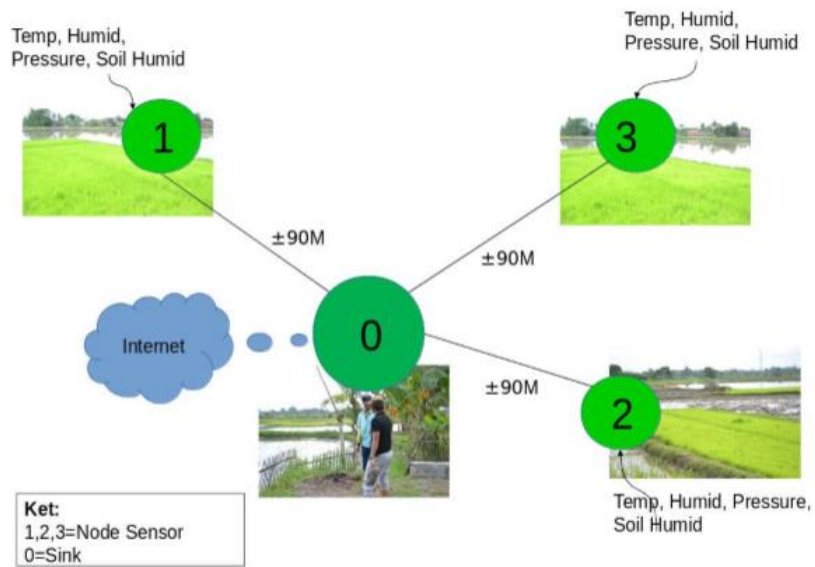 Temp, Humid,
Pressure, Soil Humid
1
Temp, Humid,
Pressure, Soil Humid
3
±90M
±90M
Internet
0
±90M
2
Temp, Humid, Pressure,
Soil Humid
Ket:
1,2,3=Node Sensor
0=Sink